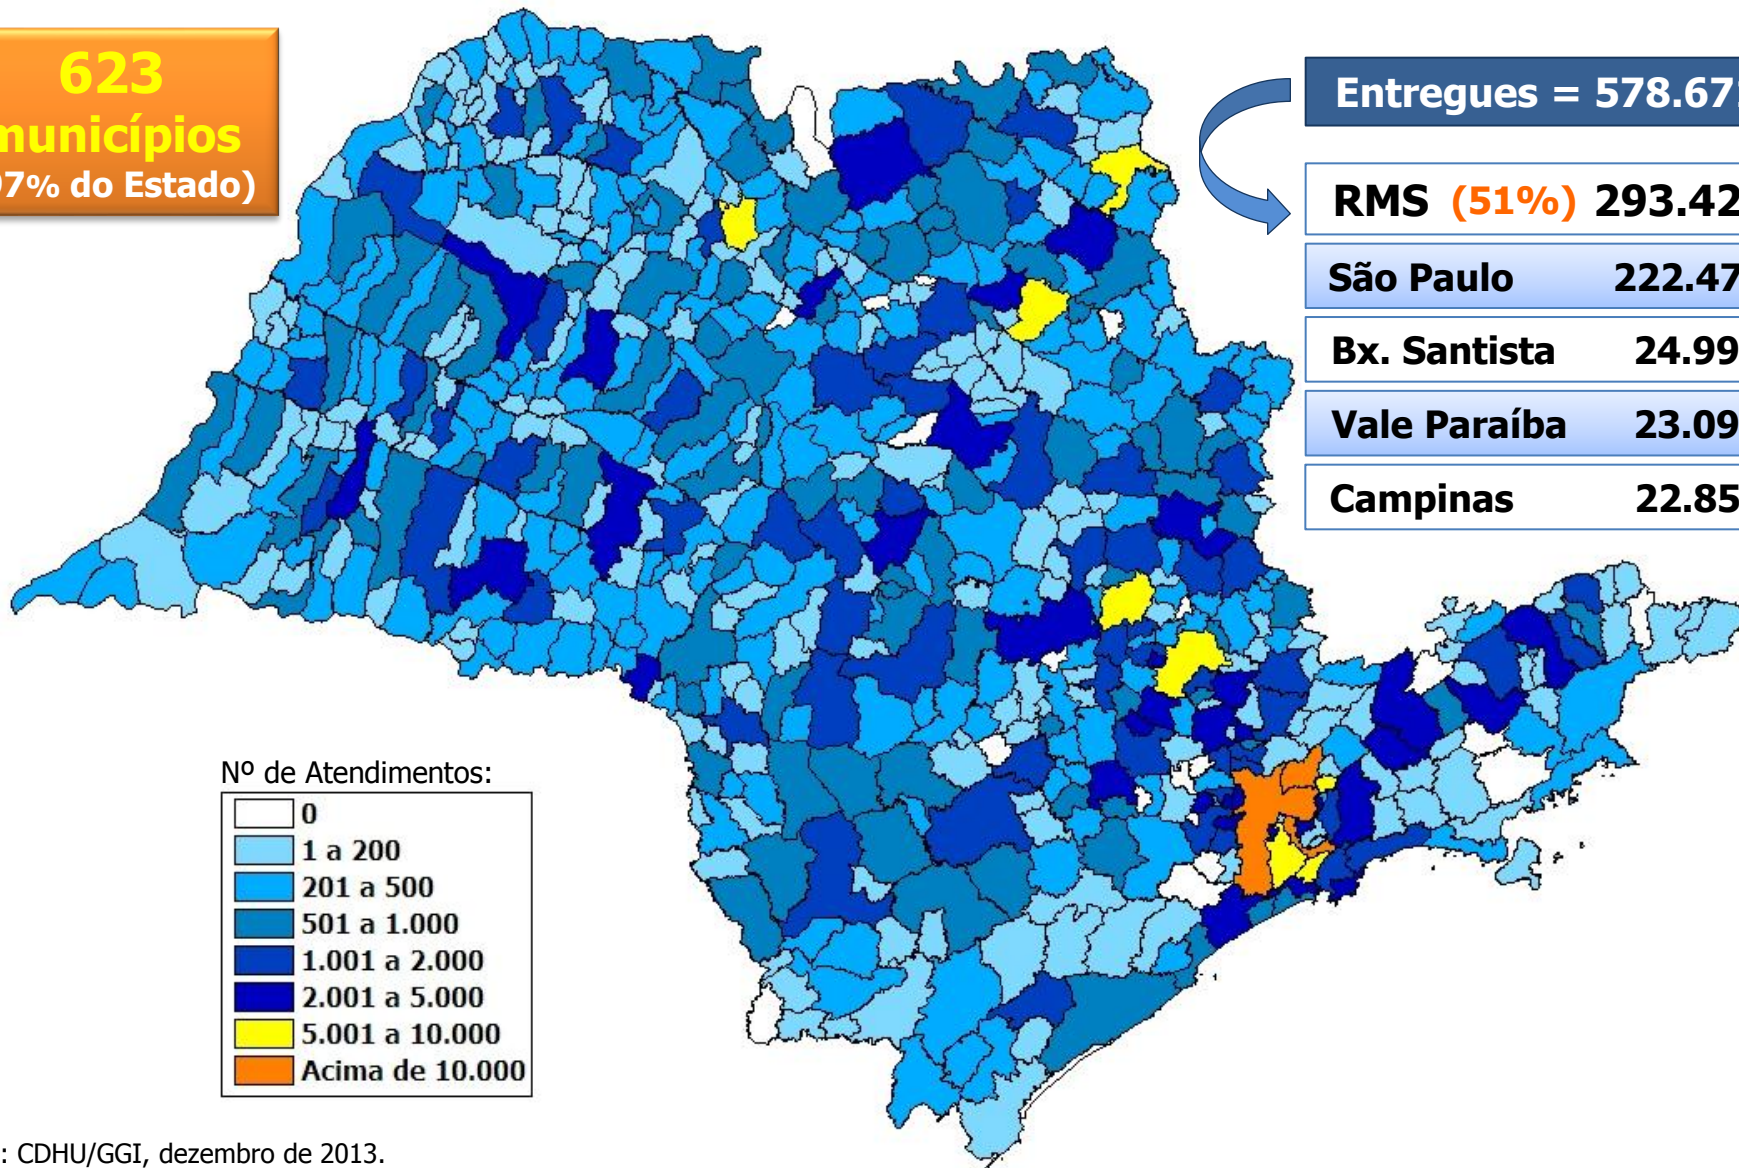 623
municípios
97% do Estado)
Entregues = 578.671
RMS (51%) 293.42
São Paulo 222.47
Bx. Santista 24.99
Vale Paraíba 23.09
Campinas 22.85
Nº de Atendimentos:
0
1 a 200
201 a 500
501 a 1.000
1.001 a 2.000
2.001 a 5.000
5.001 a 10.000
Acima de 10.000
: CDHU/GGI, dezembro de 2013.